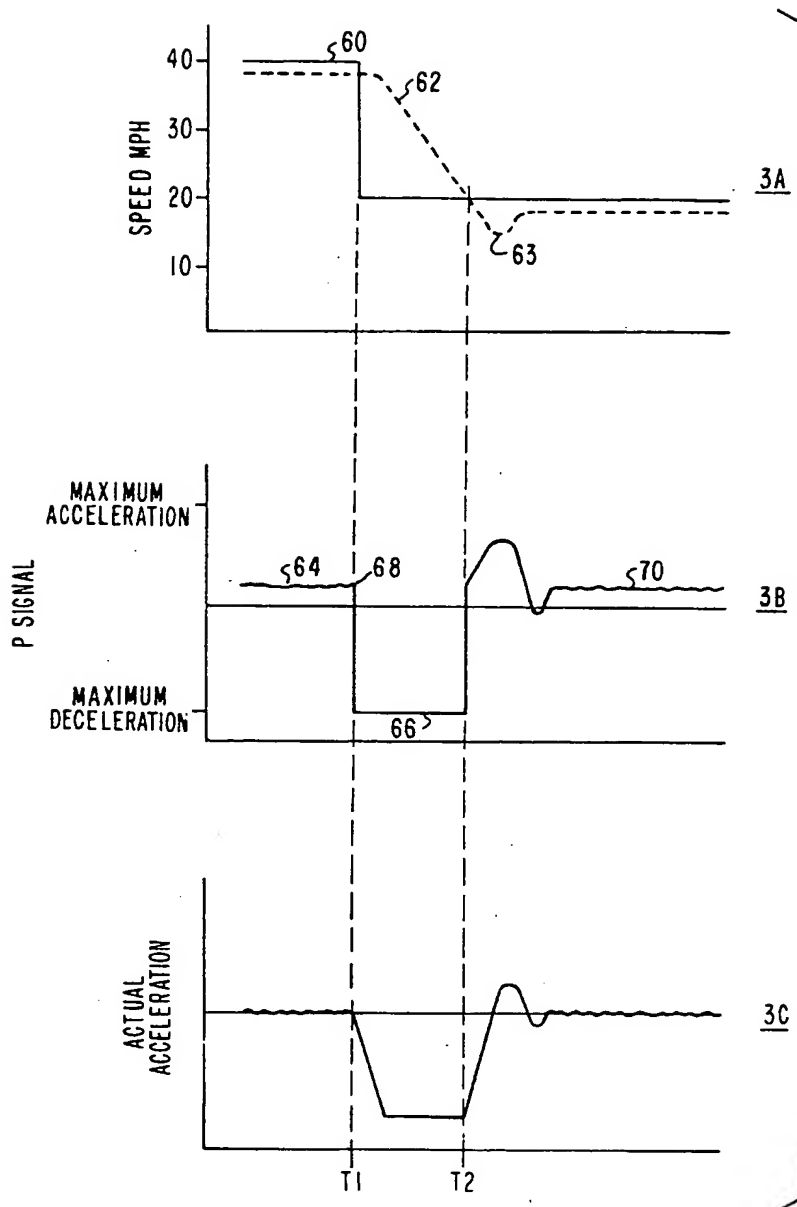 60
40
62
30
SPEED MPH
20
3A
10
63
MAXIMUM
ACCELERATION
64
68
70
P SIGNAL
3B
MAXIMUM
DECELERATION
66
ACTUAL
ACCELERATION
3C
T1
T2